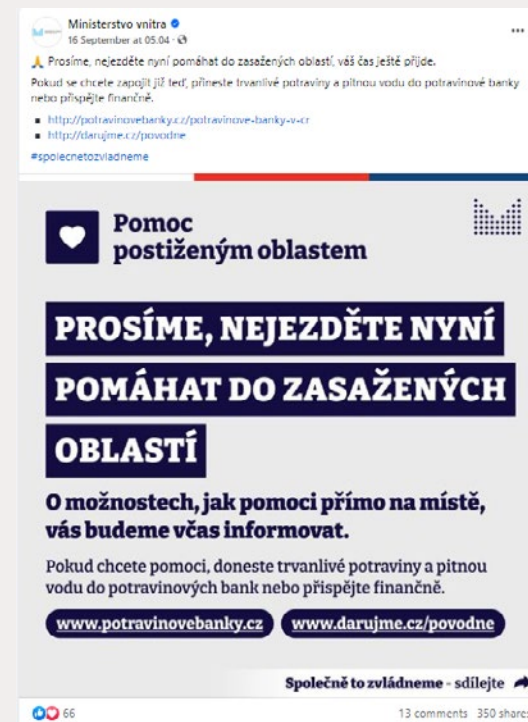 Ministerstvo vnitra
16 September at 05.04 ·
Prosíme, nejezděte nyní pomáhat do zasažených oblastí, váš čas ještě přijde.
Pokud se chcete zapojit již teď, přineste trvanlivé potraviny a pitnou vodu do potravinové banky
nebo přispějte finančně.
http://potravinovebanky.cz/potravinove-banky-v-cr
http://darujme.cz/povodne
#spolecnetozvladneme
Pomoc
postiženým oblastem
PROSÍME, NEJEZDĚTE NYNÍ
POMÁHAT DO ZASAŽENÝCH
OBLASTÍ
O možnostech, jak pomoci přímo na místě,
vás budeme včas informovat.
Pokud chcete pomoci, doneste trvanlivé potraviny a pitnou
vodu do potravinových bank nebo přispějte finančně.
www.potravinovebanky.cz www.darujme.cz/povodne
Společně to zvládneme - sdílejte
66 13 comments 350 shares